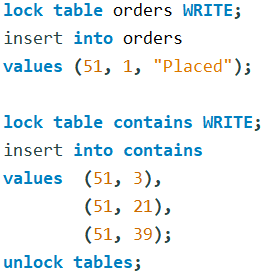 lock table orders WRITE;
insert into orders
values (51, 1, "Placed");
lock table contains WRITE;
insert into contains
values  (51, 3),
(51, 21),
(51, 39);
unlock tables;